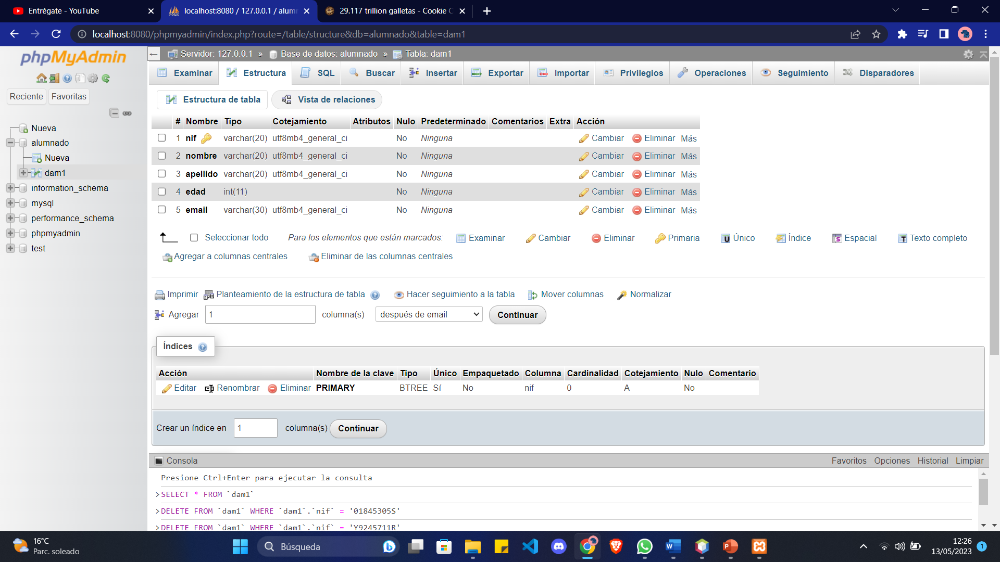 Entrégate - YouTube
localhost:8080 / 127.0.0.1 / alum
29.117 trillion galletas - Cookie C
localhost:8080/phpmyadmin/index.php?route=/table/structure&db=alumnado&table=dam1
phpMyAdmin
Reciente Favoritas
Nueva
alumnado
Nueva
dam1
information_schema
mysql
performance_schema
phpmyadmin
test
Servidor: 127.0.0.1 » Base de datos: alumnado » Tabla: dam1
Examinar Estructura SQL Buscar Insertar Exportar Importar Privilegios Operaciones Seguimiento Disparadores
Estructura de tabla Vista de relaciones
# Nombre Tipo Cotejamiento Atributos Nulo Predeterminado Comentarios Extra Acción
1 nif varchar(20) utf8mb4_general_ci No Ninguna Cambiar Eliminar Más
2 nombre varchar(20) utf8mb4_general_ci No Ninguna Cambiar Eliminar Más
3 apellido varchar(20) utf8mb4_general_ci No Ninguna Cambiar Eliminar Más
4 edad int(11) No Ninguna Cambiar Eliminar Más
5 email varchar(30) utf8mb4_general_ci No Ninguna Cambiar Eliminar Más
Seleccionar todo Para los elementos que están marcados: Examinar Cambiar Eliminar Primaria Único Índice Espacial Texto completo
Agregar a columnas centrales Eliminar de las columnas centrales
Imprimir Planteamiento de la estructura de tabla Hacer seguimiento a la tabla Mover columnas Normalizar
Agregar 1 columna(s) después de email Continuar
Índices
Acción Nombre de la clave Tipo Único Empaquetado Columna Cardinalidad Cotejamiento Nulo Comentario
Editar Renombrar Eliminar PRIMARY BTREE Sí No nif 0 A No
Crear un índice en 1 columna(s) Continuar
Consola Favoritos Opciones Historial Limpiar
Presione Ctrl+Enter para ejecutar la consulta
>SELECT * FROM `dam1`
>DELETE FROM `dam1` WHERE `dam1`.`nif` = '01845305S'
>DELETE FROM `dam1` WHERE `dam1`.`nif` = 'Y9245711R'
16°C
Parc. soleado
Búsqueda
12:26
13/05/2023
1